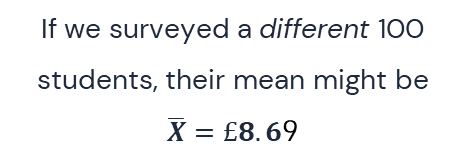 If we surveyed a different 100
students, their mean might be
X̅ = £8.69